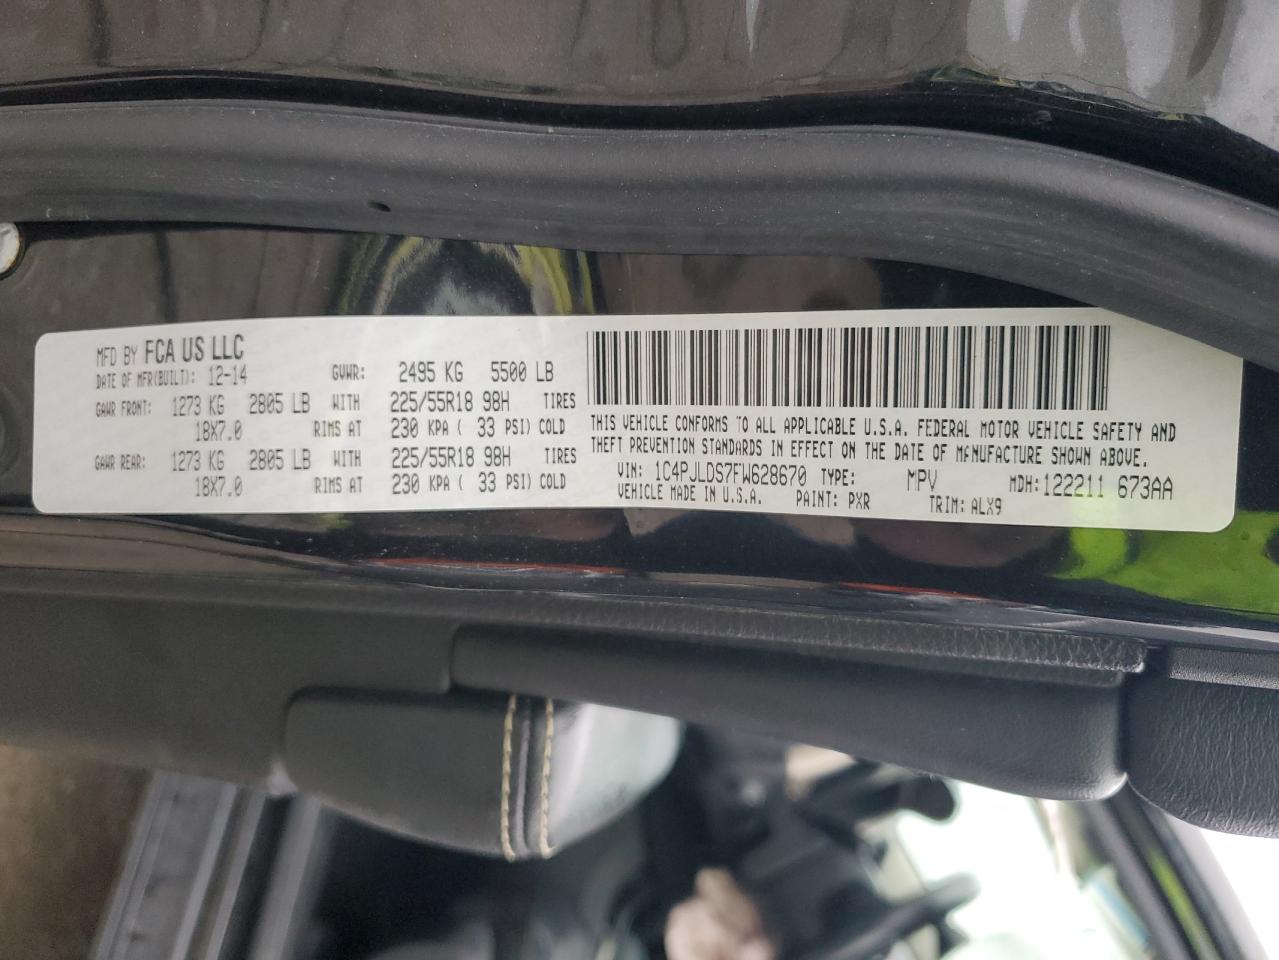 MFD BY FCA US LLC
DATE OF MFR(BUILT): 12-14 GVWR: 2495 KG 5500 LB
GAWR FRONT: 1273 KG 2805 LB WITH 225/55R18 98H TIRES
18X7.0 RIMS AT 230 KPA ( 33 PSI) COLD
GAWR REAR: 1273 KG 2805 LB WITH 225/55R18 98H TIRES
18X7.0 RIMS AT 230 KPA ( 33 PSI) COLD
THIS VEHICLE CONFORMS TO ALL APPLICABLE U.S.A. FEDERAL MOTOR VEHICLE SAFETY AND
THEFT PREVENTION STANDARDS IN EFFECT ON THE DATE OF MANUFACTURE SHOWN ABOVE.
VIN: 1C4PJLDS7FW628670 TYPE: MPV MDH: 122211 673AA
VEHICLE MADE IN U.S.A. PAINT: PXR TRIM: ALX9